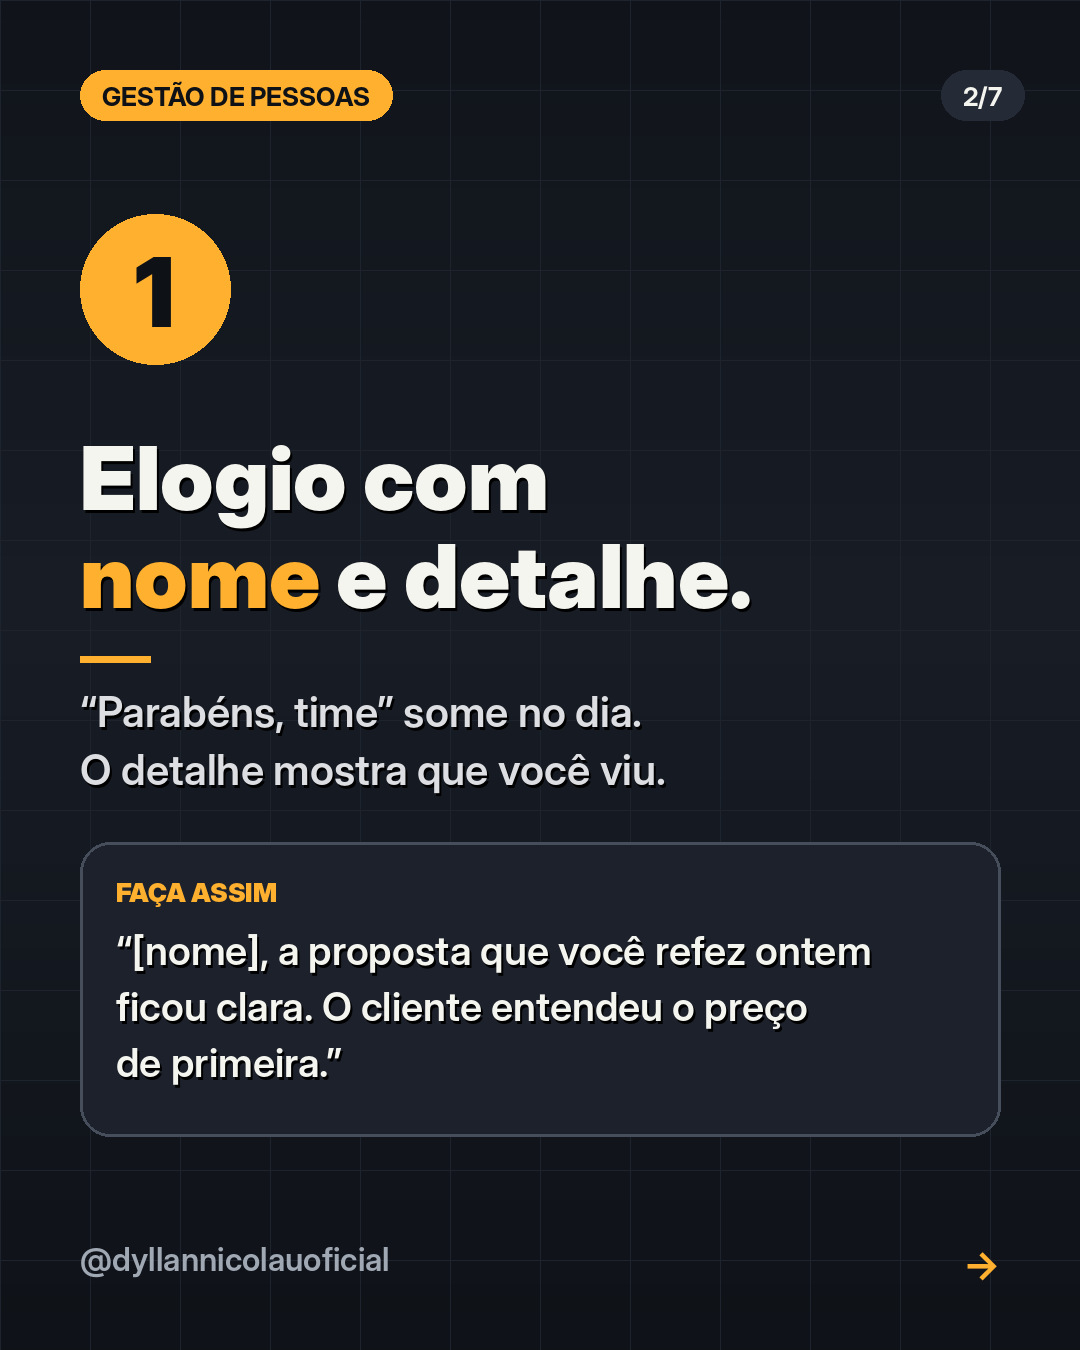 GESTÃO DE PESSOAS
2/7
1
Elogio com
nome e detalhe.
“Parabéns, time” some no dia.
O detalhe mostra que você viu.
FAÇA ASSIM
“[nome], a proposta que você refez ontem
ficou clara. O cliente entendeu o preço
de primeira.”
@dyllannicolauoficial
→